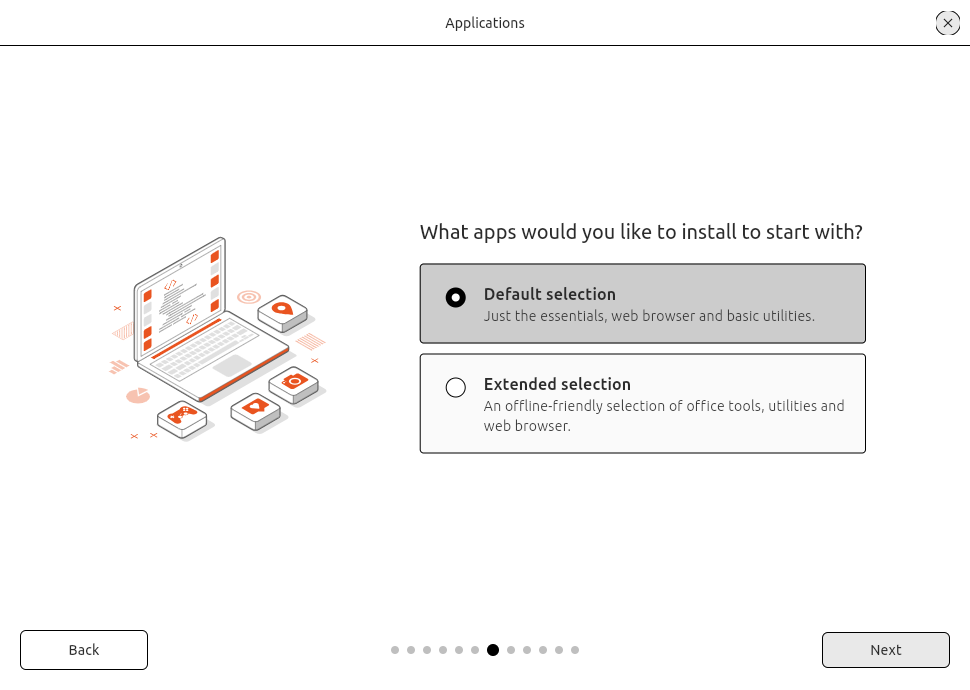 Applications
What apps would you like to install to start with?
Default selection
Just the essentials, web browser and basic utilities.
Extended selection
An offline-friendly selection of office tools, utilities and
web browser.
Back
Next